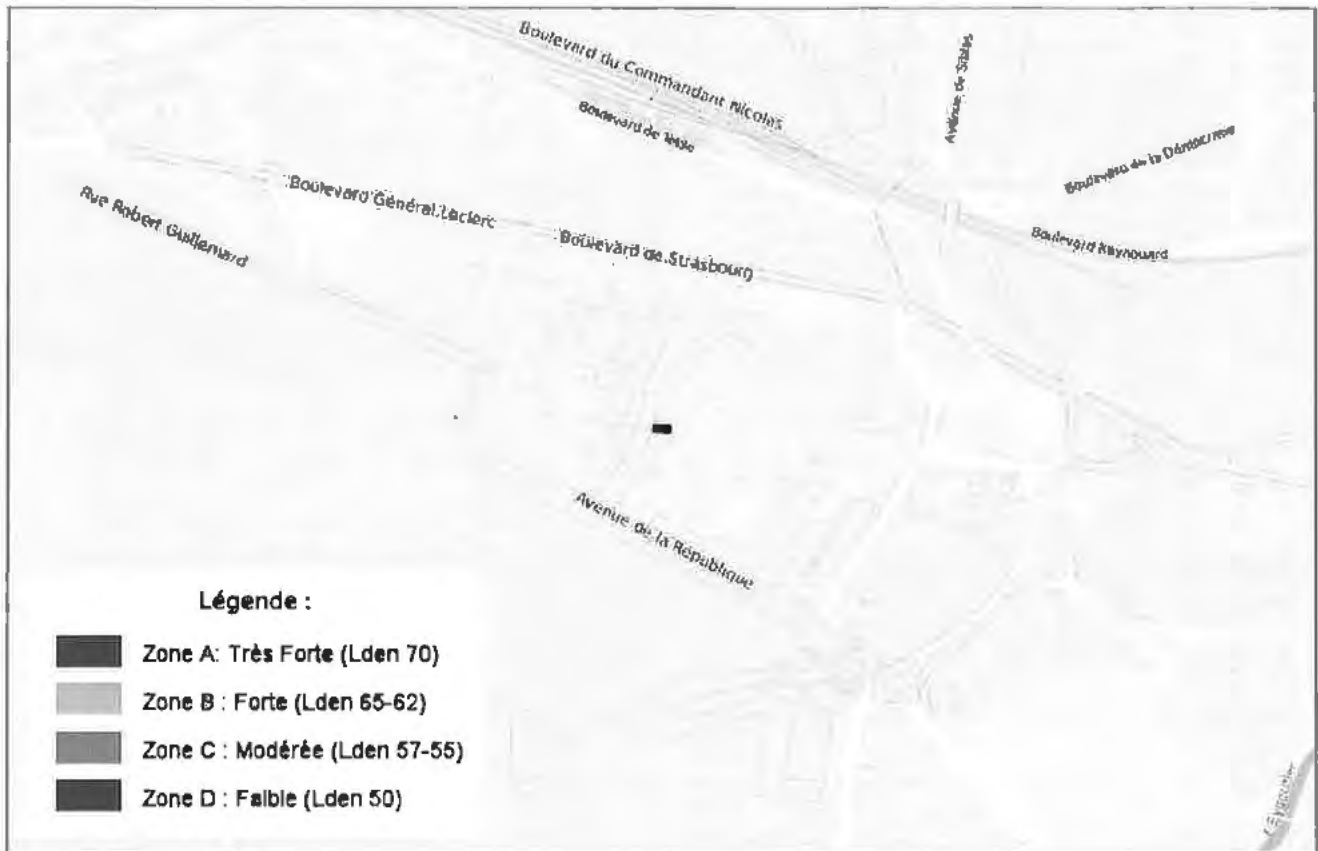 Boulevard du Commandant Nicolas
Boulevard de Tessé
Avenue de Siblas
Boulevard de la Démocratie
Boulevard Raynouard
Boulevard Général Leclerc
Boulevard de Strasbourg
Rue Robert Guillemard
Avenue de la République
Légende :
Zone A: Très Forte (Lden 70)
Zone B : Forte (Lden 65-62)
Zone C : Modérée (Lden 57-55)
Zone D : Faible (Lden 50)